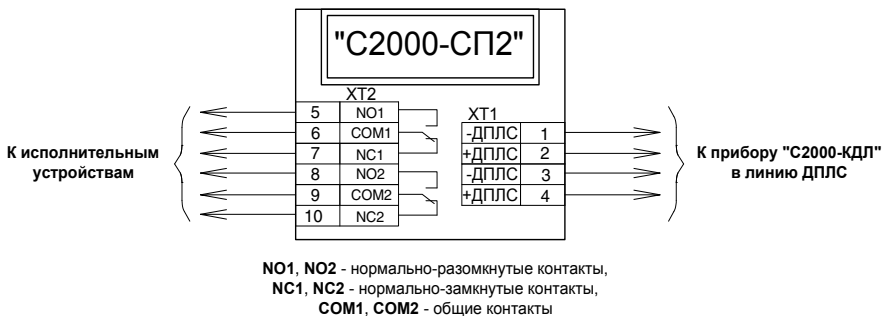 "С2000-СП2"
ХТ2
5 NO1
6 COM1
7 NC1
8 NO2
9 COM2
10 NC2
ХТ1
-ДПЛС 1
+ДПЛС 2
-ДПЛС 3
+ДПЛС 4
К исполнительным
устройствам
К прибору "С2000-КДЛ"
в линию ДПЛС
NO1, NO2 - нормально-разомкнутые контакты,
NC1, NC2 - нормально-замкнутые контакты,
COM1, COM2 - общие контакты